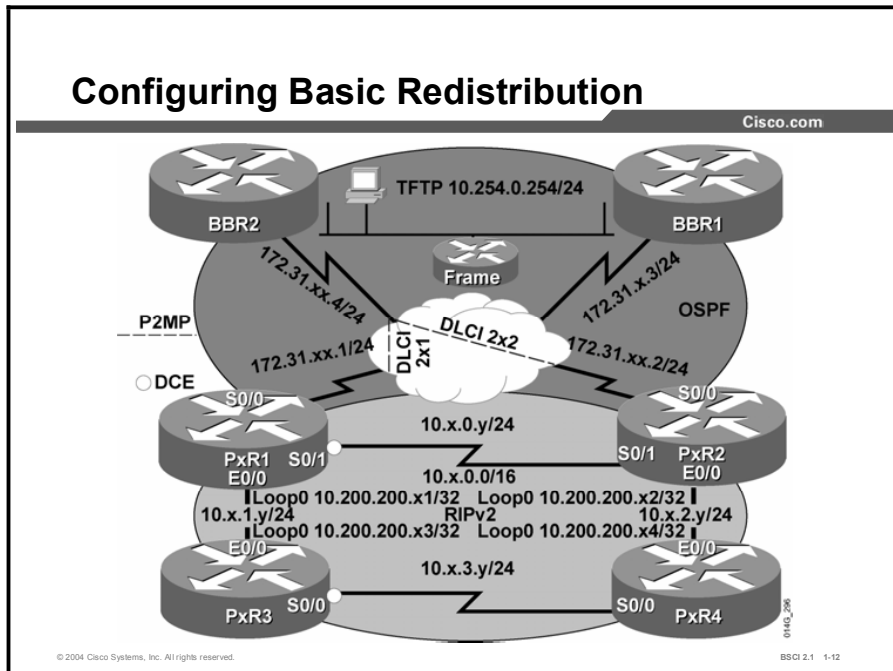 Configuring Basic Redistribution
Cisco.com
TFTP 10.254.0.254/24
BBR2
BBR1
Frame
172.31.xx.4/24
172.31.x.3/24
OSPF
P2MP
DLCI 2x1
DLCI 2x2
172.31.xx.1/24
172.31.xx.2/24
DCE
S0/0
S0/0
10.x.0.y/24
PxR1
S0/1
S0/1
PxR2
E0/0
E0/0
10.x.0.0/16
Loop0 10.200.200.x1/32
Loop0 10.200.200.x2/32
10.x.1.y/24
RIPv2
10.x.2.y/24
Loop0 10.200.200.x3/32
Loop0 10.200.200.x4/32
E0/0
E0/0
10.x.3.y/24
PxR3
S0/0
S0/0
PxR4
014G_296
© 2004 Cisco Systems, Inc. All rights reserved.
BSCI 2.1 1-12